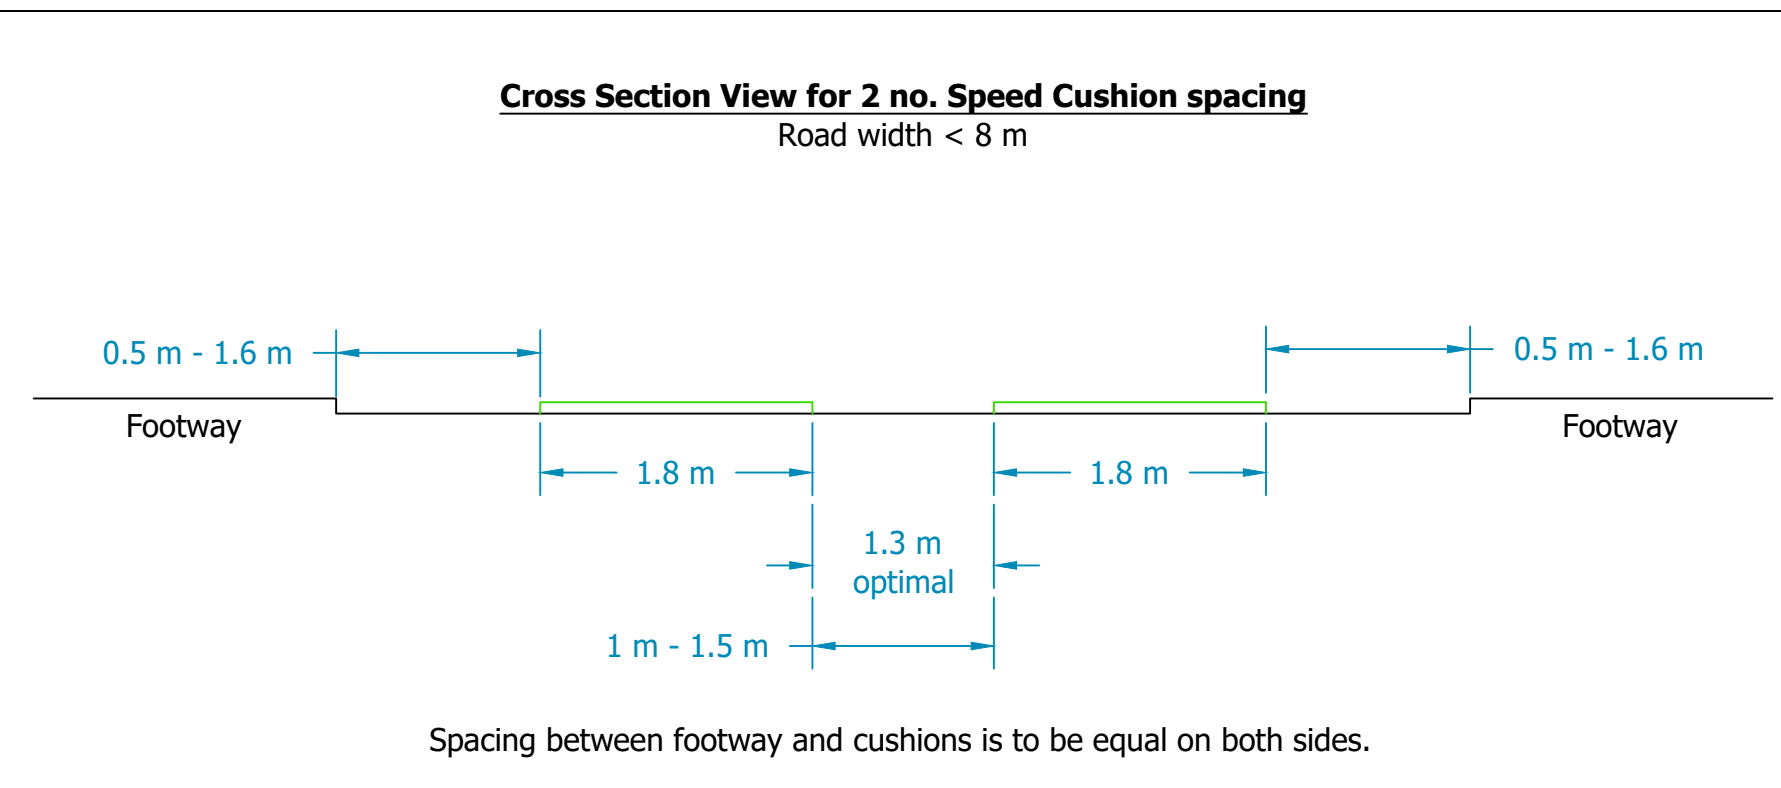 Cross Section View for 2 no. Speed Cushion spacing
Road width < 8 m
0.5 m - 1.6 m
0.5 m - 1.6 m
Footway
Footway
1.8 m
1.8 m
1.3 m
optimal
1 m - 1.5 m
Spacing between footway and cushions is to be equal on both sides.